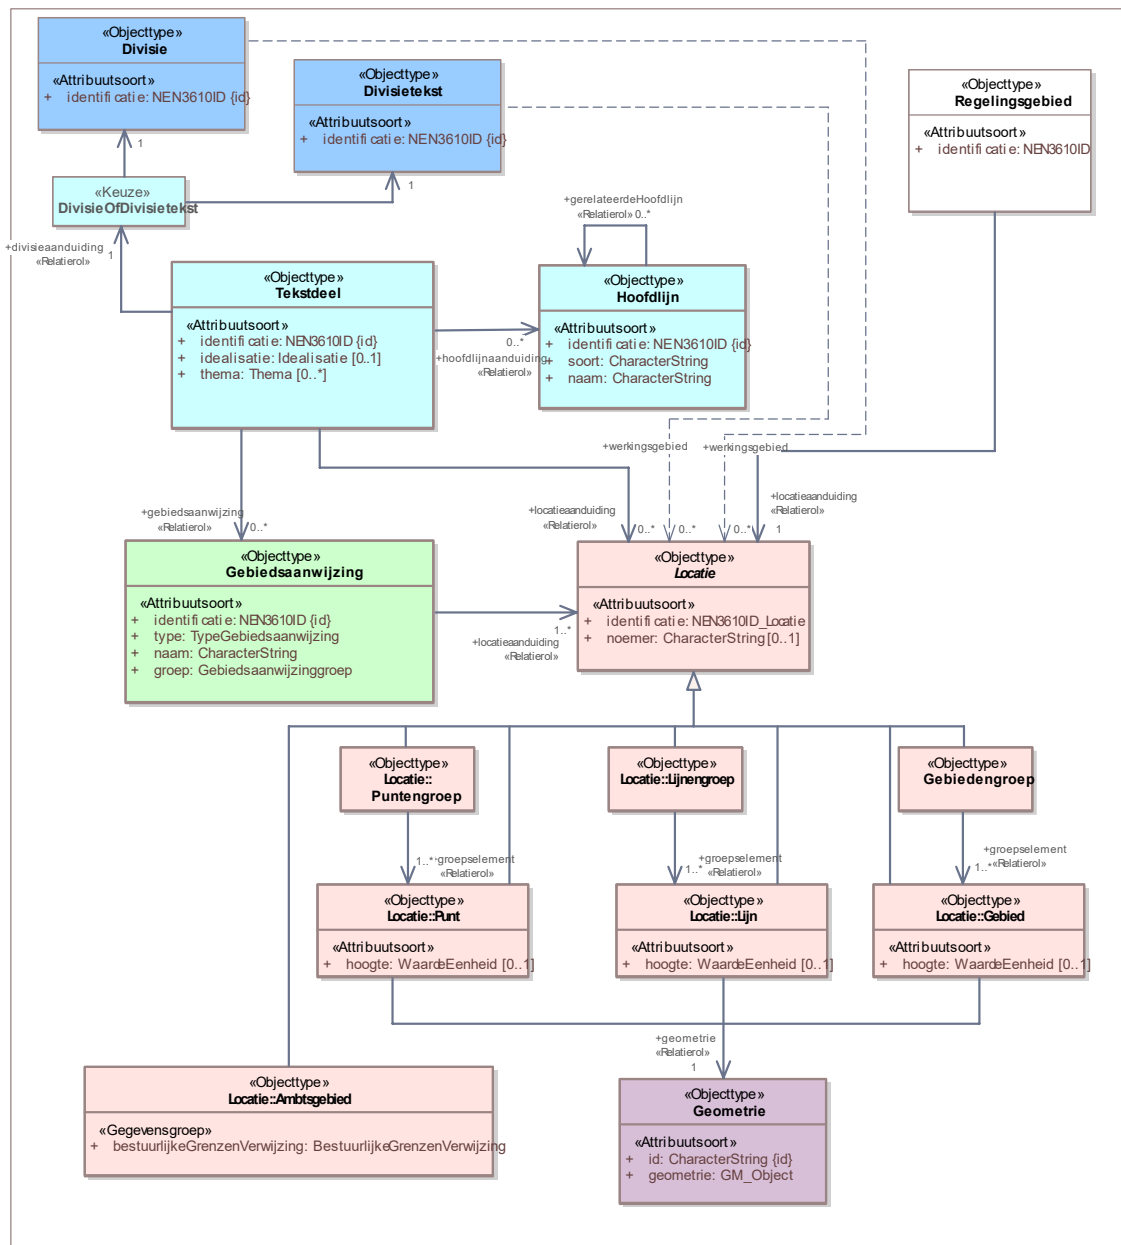 «Objecttype»
Divisie
«Attribuutsoort»
+ identificatie: NEN3610ID {id}
«Objecttype»
Divisietekst
«Attribuutsoort»
+ identificatie: NEN3610ID {id}
«Objecttype»
Regelingsgebied
«Attribuutsoort»
+ identificatie: NEN3610ID
1
1
«Keuze»
DivisieOfDivisietekst
+divisieaanduiding
«Relatierol»
1
+gerelateerdeHoofdlijn
«Relatierol» 0..*
«Objecttype»
Tekstdeel
«Attribuutsoort»
+ identificatie: NEN3610ID {id}
+ idealisatie: Idealisatie [0..1]
+ thema: Thema [0..*]
0..*
+hoofdlijnaanduiding
«Relatierol»
«Objecttype»
Hoofdlijn
«Attribuutsoort»
+ identificatie: NEN3610ID {id}
+ soort: CharacterString
+ naam: CharacterString
+werkingsgebied
+werkingsgebied
+gebiedsaanwijzing
«Relatierol»
0..*
+locatieaanduiding
«Relatierol»
0..*
0..*
0..*
+locatieaanduiding
«Relatierol»
1
«Objecttype»
Gebiedsaanwijzing
«Attribuutsoort»
+ identificatie: NEN3610ID {id}
+ type: TypeGebiedsaanwijzing
+ naam: CharacterString
+ groep: Gebiedsaanwijzinggroep
1..*
+locatieaanduiding
«Relatierol»
«Objecttype»
Locatie
«Attribuutsoort»
+ identificatie: NEN3610ID_Locatie
+ noemer: CharacterString [0..1]
«Objecttype»
Locatie::
Puntengroep
«Objecttype»
Locatie::Lijnengroep
«Objecttype»
Gebiedengroep
1..*
+groepselement
«Relatierol»
1..*
+groepselement
«Relatierol»
1..*
+groepselement
«Relatierol»
«Objecttype»
Locatie::Punt
«Attribuutsoort»
+ hoogte: WaardeEenheid [0..1]
«Objecttype»
Locatie::Lijn
«Attribuutsoort»
+ hoogte: WaardeEenheid [0..1]
«Objecttype»
Locatie::Gebied
«Attribuutsoort»
+ hoogte: WaardeEenheid [0..1]
+geometrie
«Relatierol»
1
«Objecttype»
Locatie::Ambtsgebied
«Gegevensgroep»
+ bestuurlijkeGrenzenVerwijzing: BestuurlijkeGrenzenVerwijzing
«Objecttype»
Geometrie
«Attribuutsoort»
+ id: CharacterString {id}
+ geometrie: GM_Object